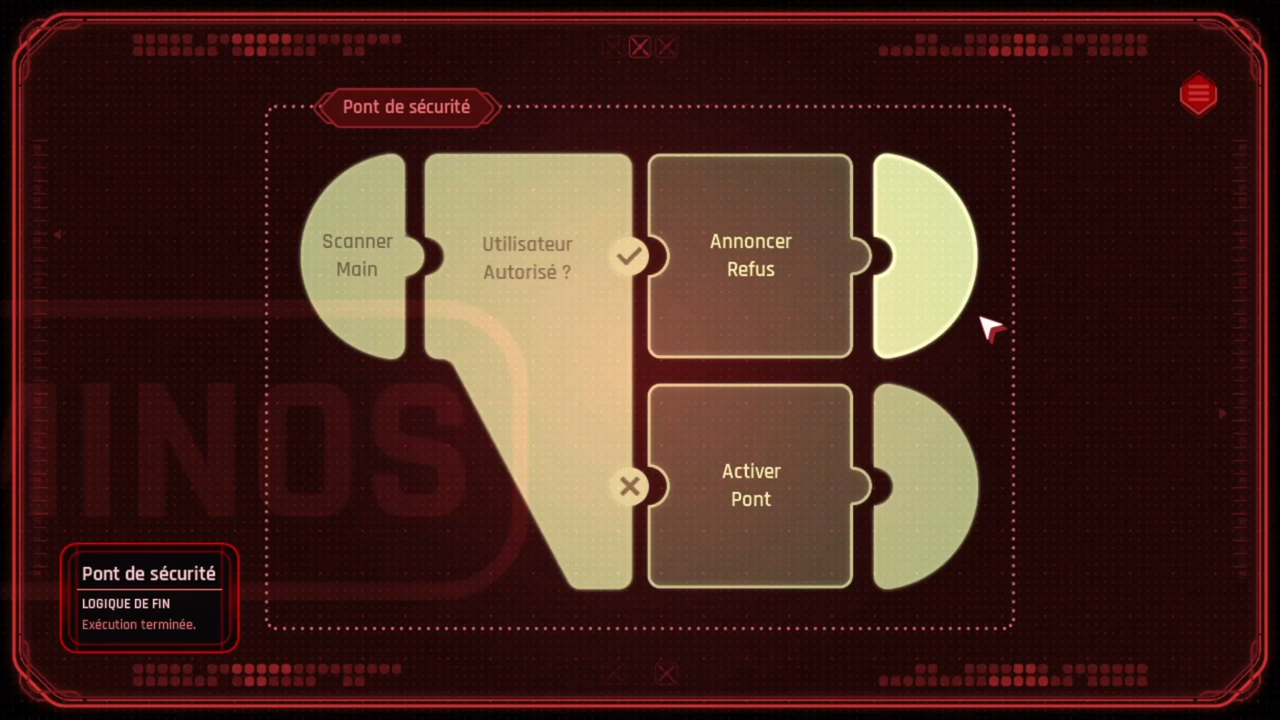 Pont de sécurité
Scanner
Main
Utilisateur
Autorisé ?
Annoncer
Refus
Activer
Pont
INOS
Pont de sécurité
LOGIQUE DE FIN
Exécution terminée.